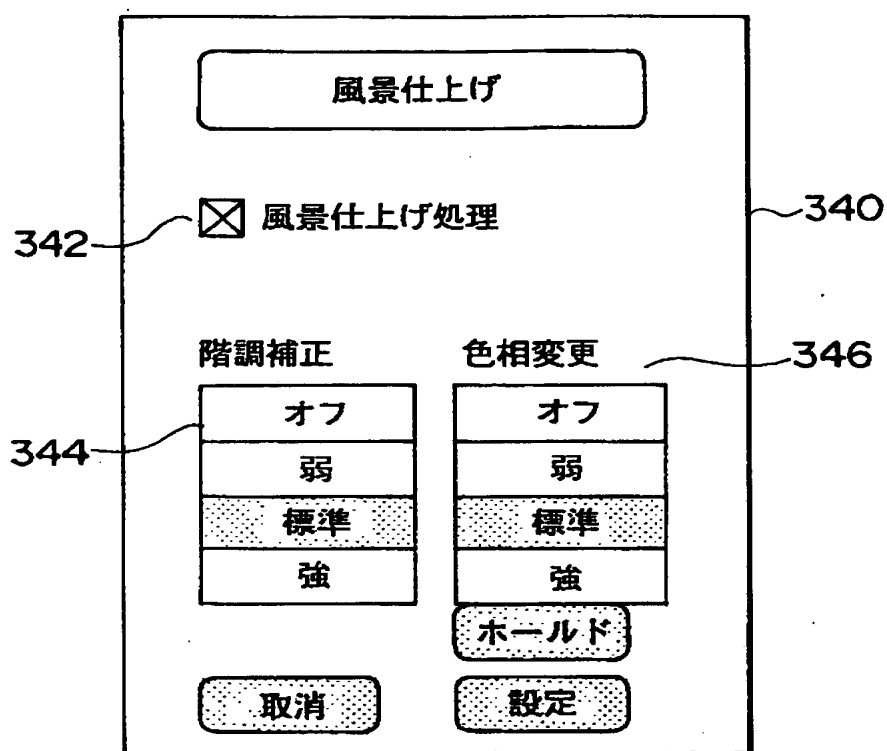 風景仕上げ
342 風景仕上げ処理 340
階調補正 色相変更 346
オフ オフ
344
弱 弱
標準 標準
強 強
ホールド
取消 設定